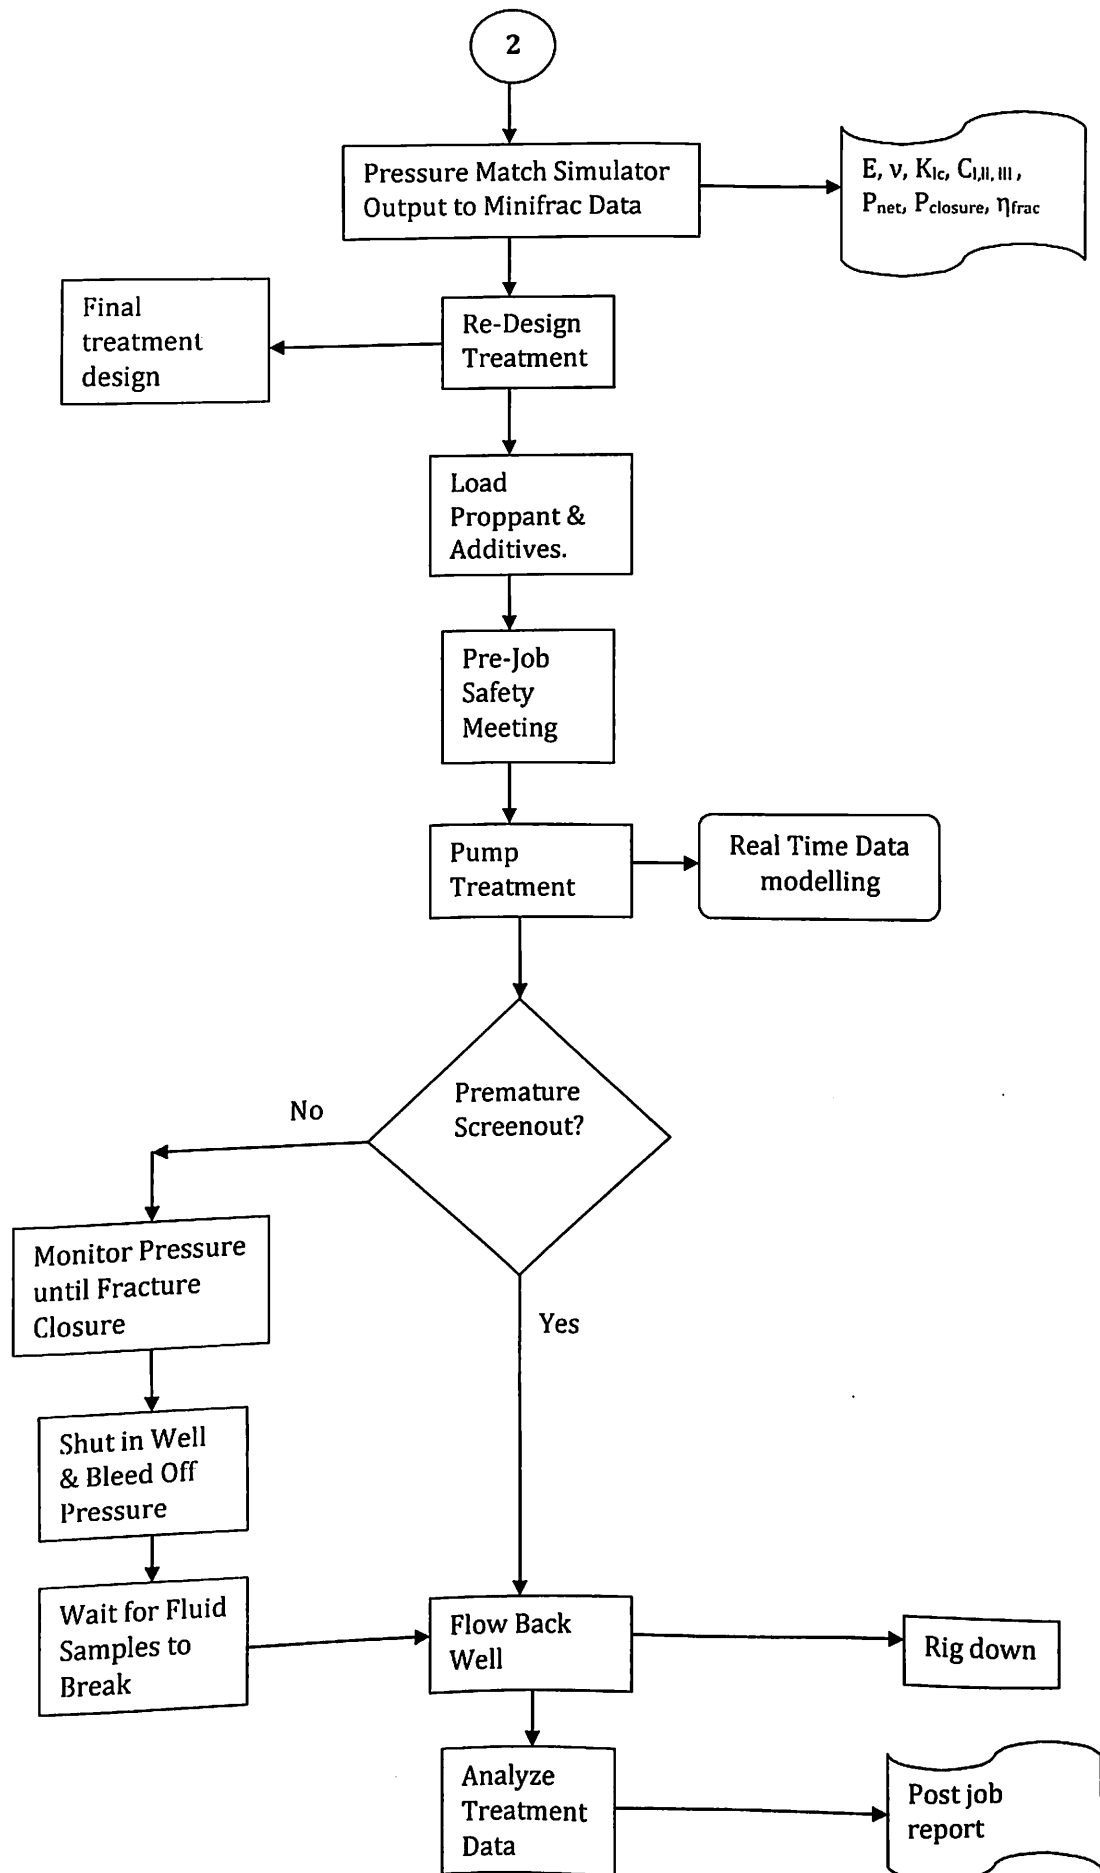 2
Pressure Match Simulator
Output to Minifrac Data
E, ν, KIc, CI,II, III,
Pnet, Pclosure, ηfrac
Final
treatment
design
Re-Design
Treatment
Load
Proppant &
Additives.
Pre-Job
Safety
Meeting
Pump
Treatment
Real Time Data
modelling
Premature
Screenout?
No
Yes
Monitor Pressure
until Fracture
Closure
Shut in Well
& Bleed Off
Pressure
Wait for Fluid
Samples to
Break
Flow Back
Well
Rig down
Analyze
Treatment
Data
Post job
report